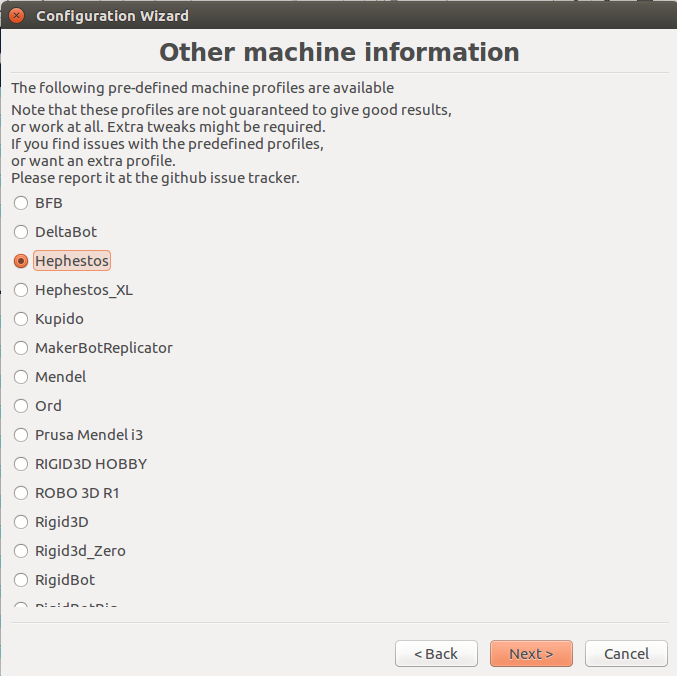 Configuration Wizard
Other machine information
The following pre-defined machine profiles are available
Note that these profiles are not guaranteed to give good results,
or work at all. Extra tweaks might be required.
If you find issues with the predefined profiles,
or want an extra profile.
Please report it at the github issue tracker.
BFB
DeltaBot
Hephestos
Hephestos_XL
Kupido
MakerBotReplicator
Mendel
Ord
Prusa Mendel i3
RIGID3D HOBBY
ROBO 3D R1
Rigid3D
Rigid3d_Zero
RigidBot
RigidBotBig
< Back
Next >
Cancel